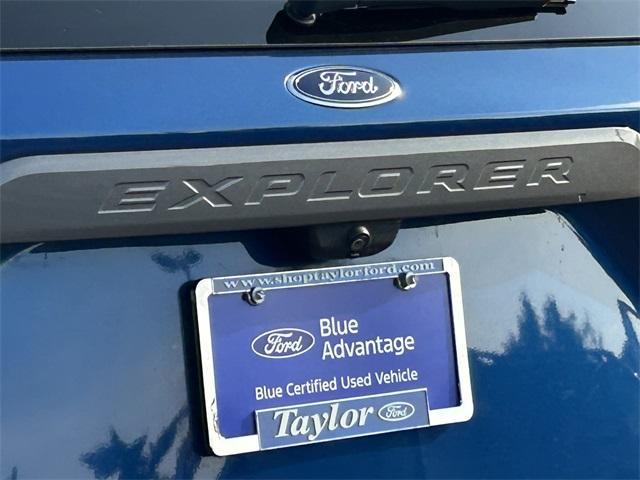 Ford
EXPLORER
www.shoptaylorford.com
Ford Blue
Advantage
Blue Certified Used Vehicle
Taylor Ford